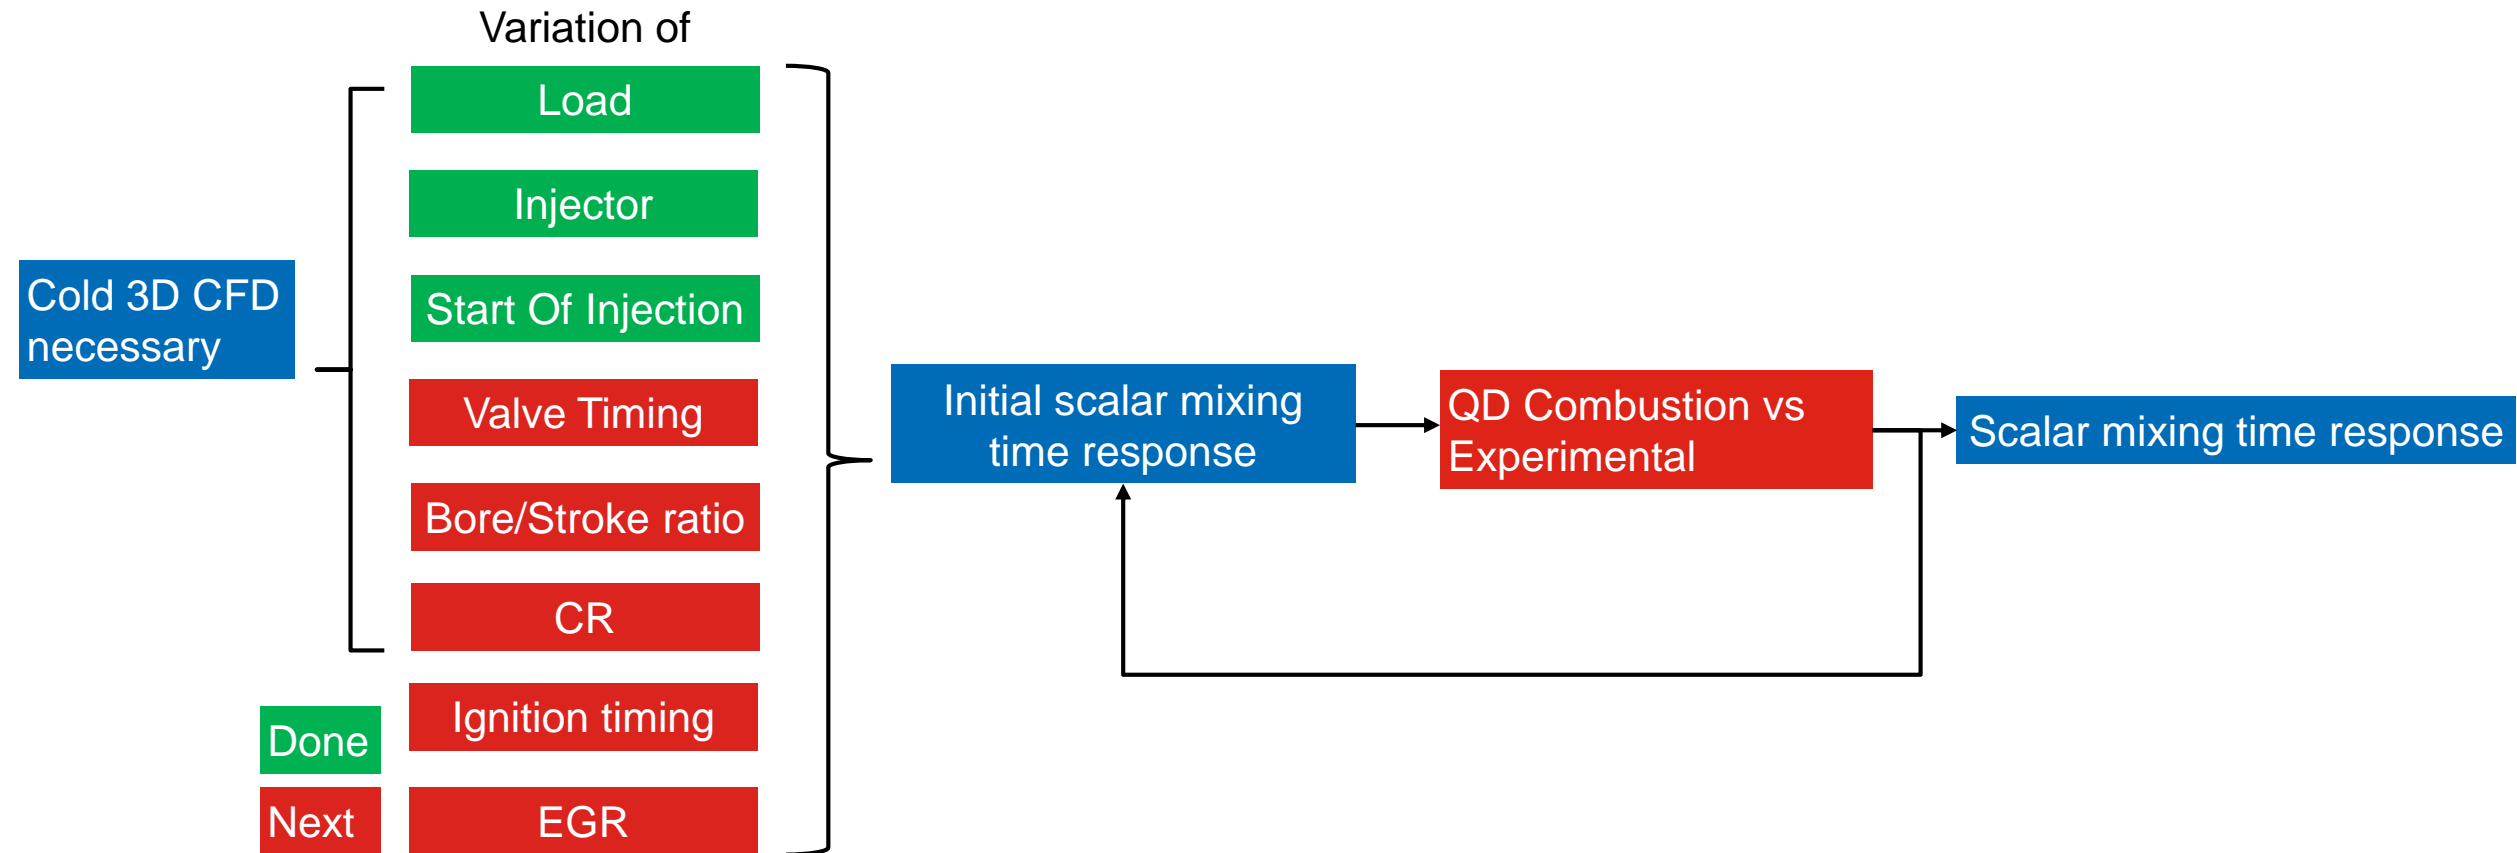 Variation of
Load
Injector
Start Of Injection
Valve Timing
Bore/Stroke ratio
CR
Ignition timing
EGR
Cold 3D CFD
necessary
Done
Next
Initial scalar mixing
time response
QD Combustion vs
Experimental
Scalar mixing time response